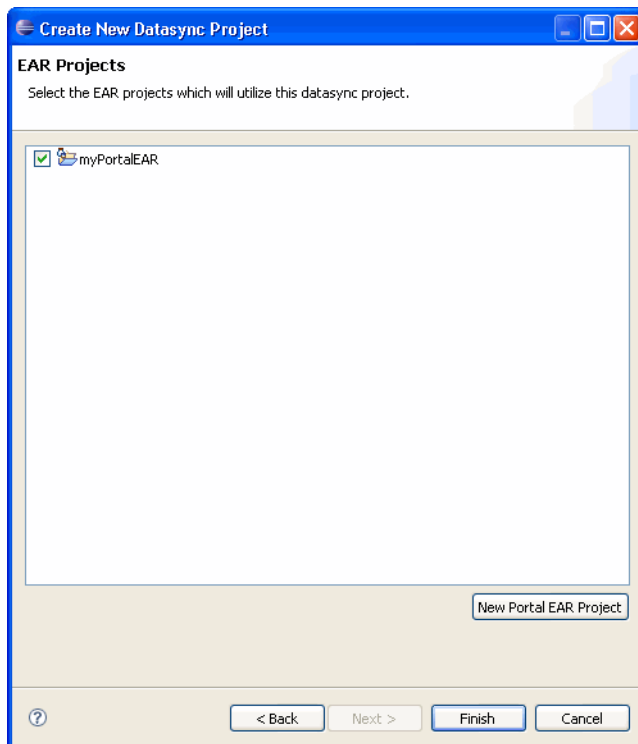 Create New Datasync Project
EAR Projects
Select the EAR projects which will utilize this datasync project.
myPortalEAR
New Portal EAR Project
?
< Back
Next >
Finish
Cancel